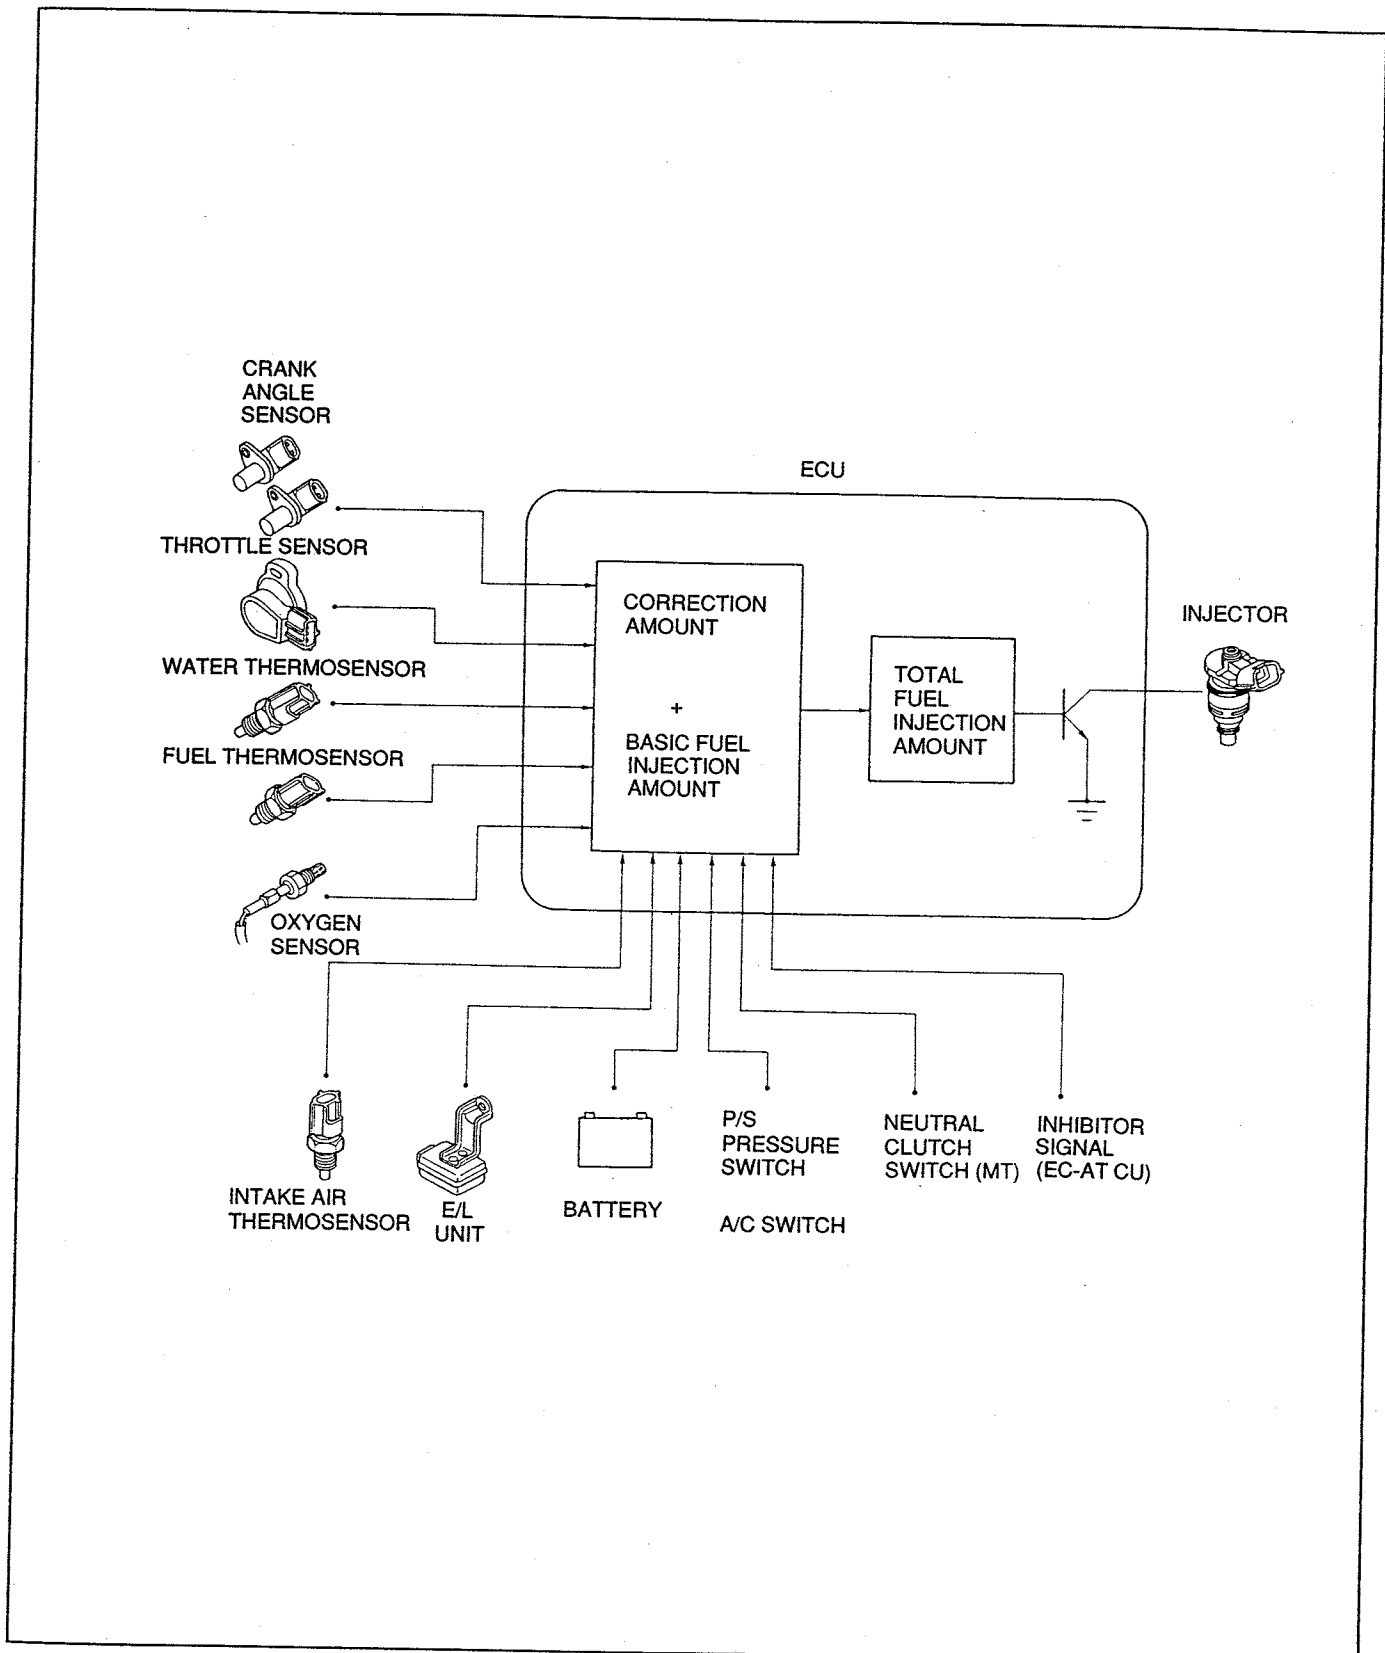 CRANK
ANGLE
SENSOR
ECU
THROTTLE SENSOR
CORRECTION
AMOUNT
INJECTOR
WATER THERMOSENSOR
TOTAL
FUEL
INJECTION
AMOUNT
+
BASIC FUEL
INJECTION
AMOUNT
FUEL THERMOSENSOR
OXYGEN
SENSOR
INTAKE AIR
THERMOSENSOR
E/L
UNIT
BATTERY
P/S
PRESSURE
SWITCH
A/C SWITCH
NEUTRAL
CLUTCH
SWITCH (MT)
INHIBITOR
SIGNAL
(EC-AT CU)